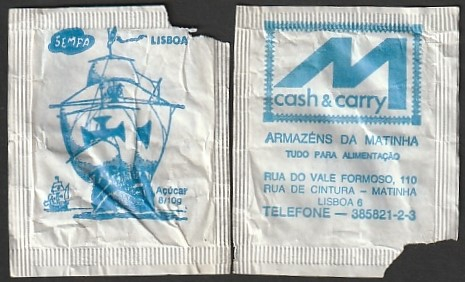 SEMPA
LISBOA
Açúcar
8/10g
M
cash & carry
ARMAZÉNS DA MATINHA
TUDO PARA ALIMENTAÇÃO
RUA DO VALE FORMOSO, 110
RUA DE CINTURA – MATINHA
LISBOA 6
TELEFONE — 385821-2-3